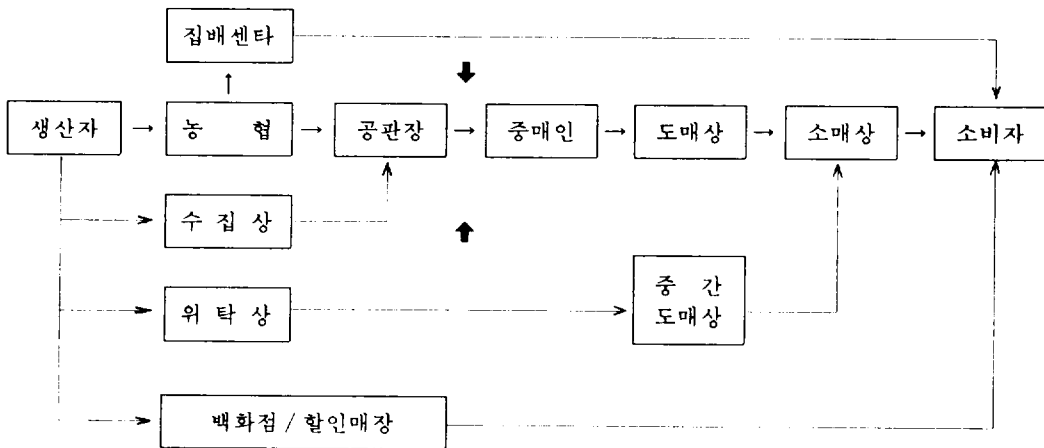 집배센타
생산자
농 협
공판장
중매인
도매상
소매상
소비자
수 집 상
위 탁 상
중 간
도매상
백화점 / 할인매장